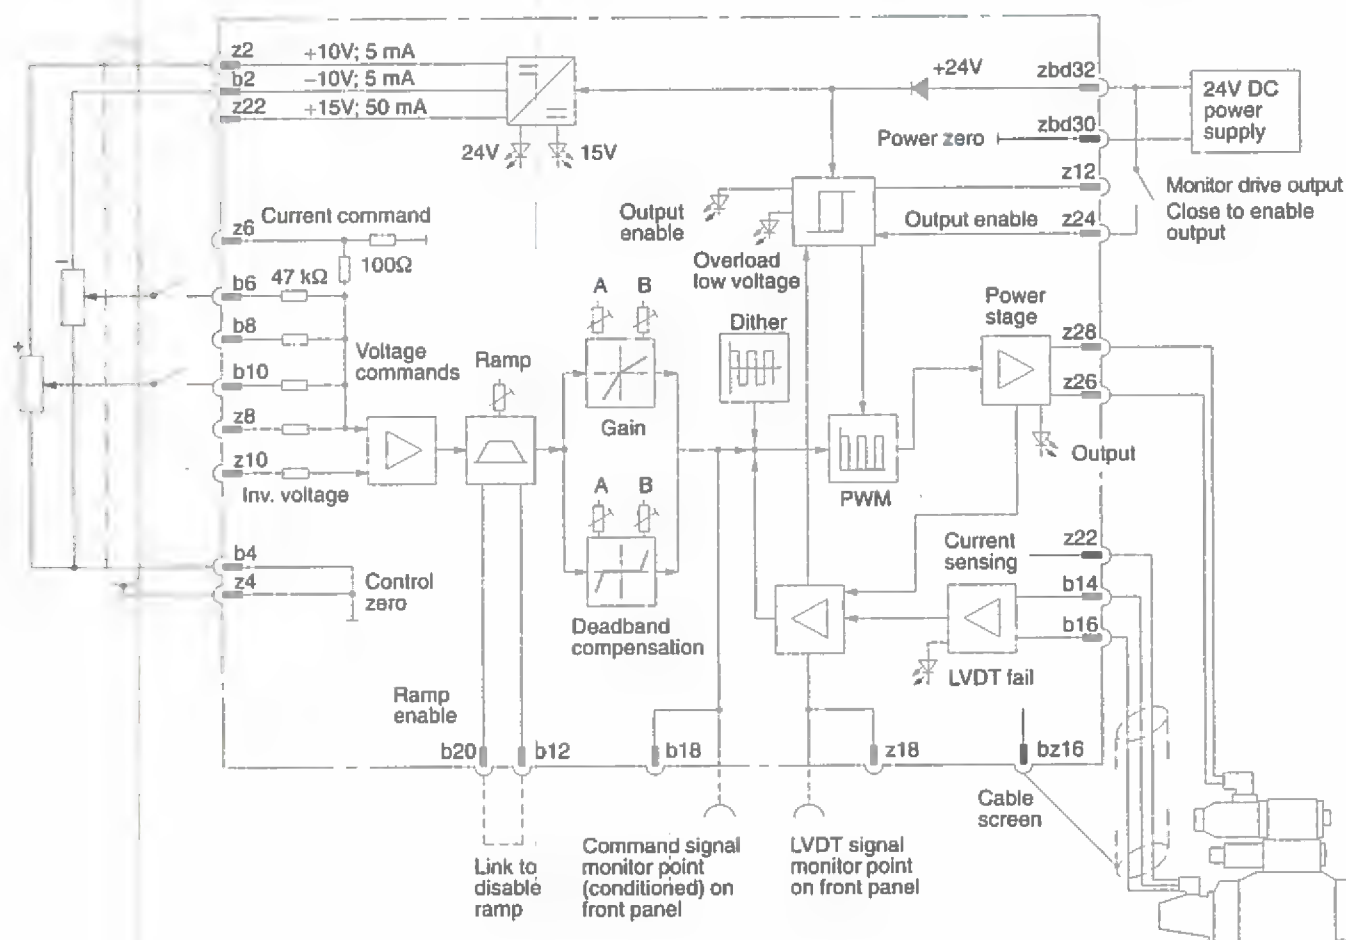 z2 +10V; 5 mA
b2 −10V; 5 mA
z22 +15V; 50 mA
24V
15V
+24V
zbd32
24V DC
power
supply
Power zero
zbd30
z12
Monitor drive output
Close to enable
output
Output enable
z24
Output
enable
Overload
low voltage
z6
Current command
100Ω
47 kΩ
b6
b8
b10
z8
z10
Voltage
commands
Inv. voltage
−
+
Ramp
A B
Gain
A B
Deadband
compensation
Dither
PWM
Power
stage
z28
z26
Output
Current
sensing
z22
b14
b16
LVDT fail
b4
z4
Control
zero
Ramp
enable
b20
b12
b18
z18
bz16
Link to
disable
ramp
Command signal
monitor point
(conditioned) on
front panel
LVDT signal
monitor point
on front panel
Cable
screen